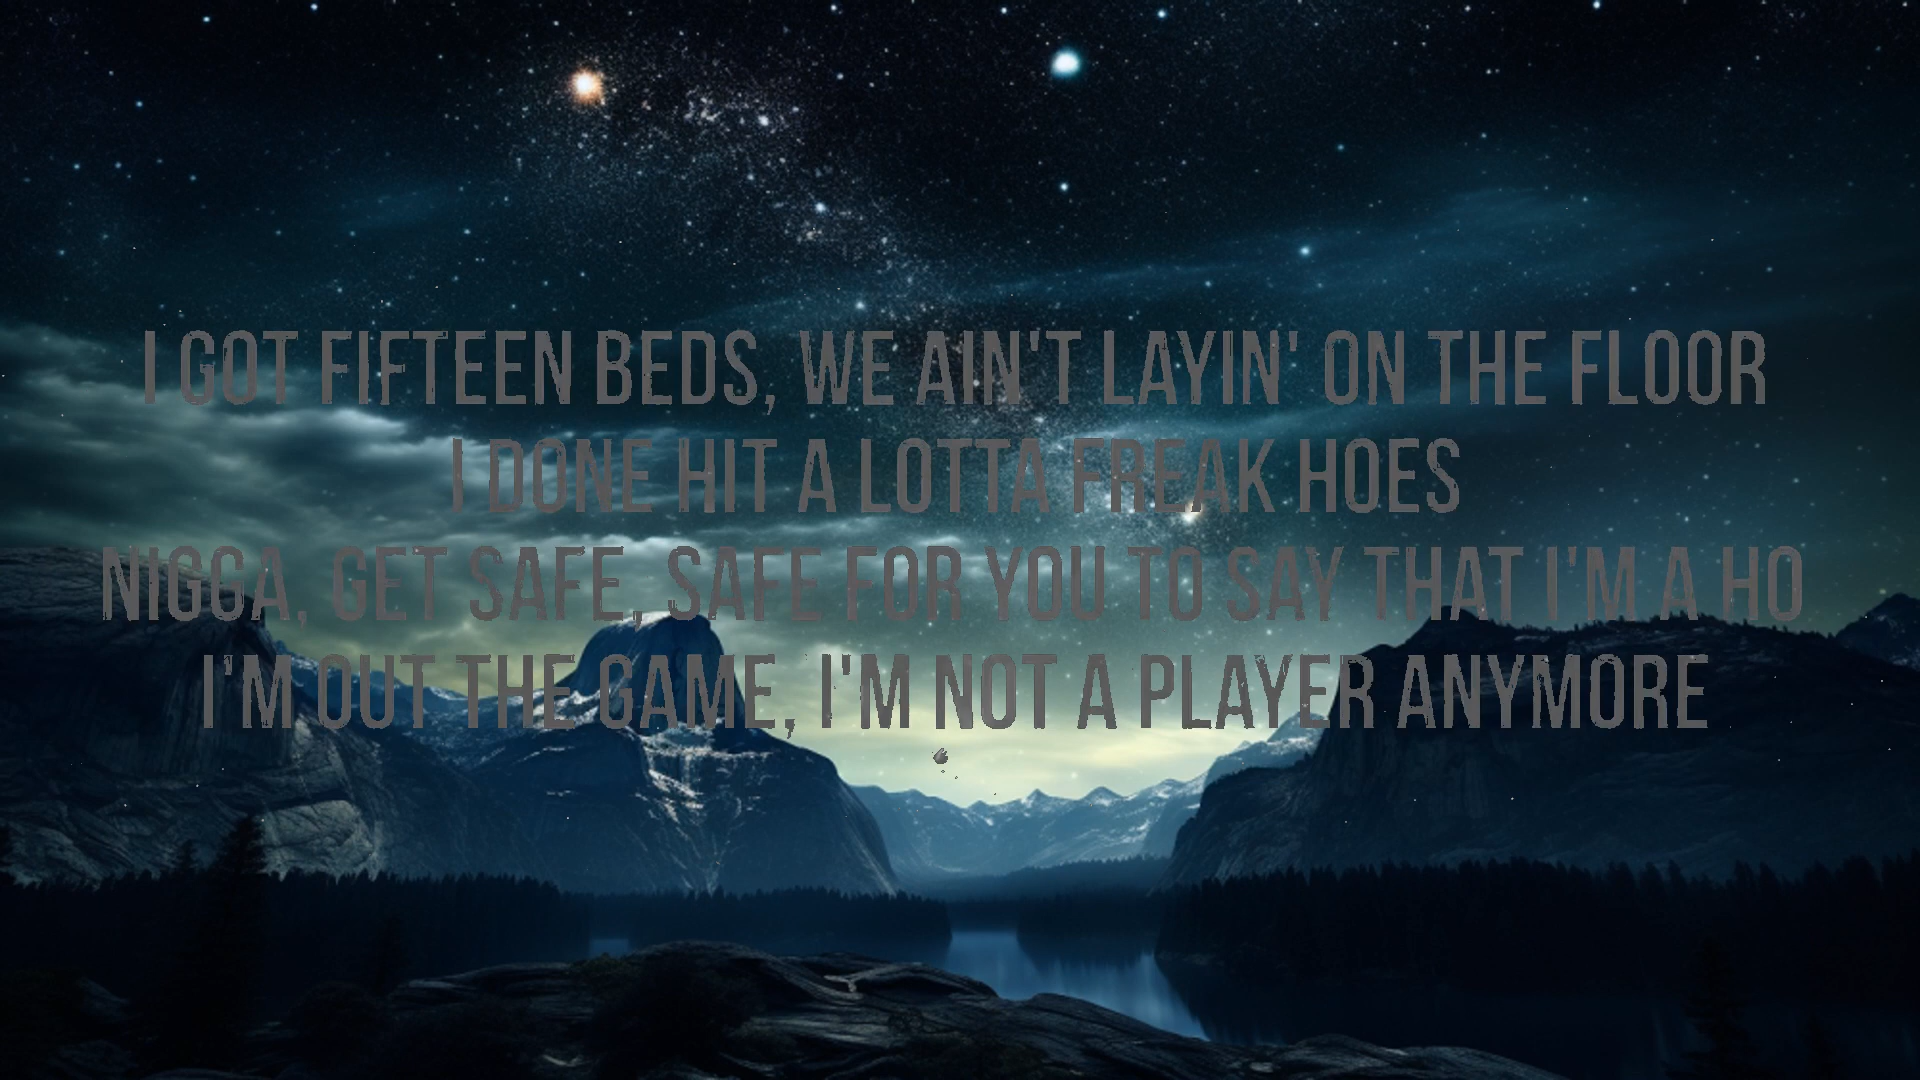 I GOT FIFTEEN BEDS, WE AIN'T LAYIN' ON THE FLOOR
I DONE HIT A LOTTA FREAK HOES
NIGGA, GET SAFE, SAFE FOR YOU TO SAY THAT I'M A HO
I'M OUT THE GAME, I'M NOT A PLAYER ANYMORE